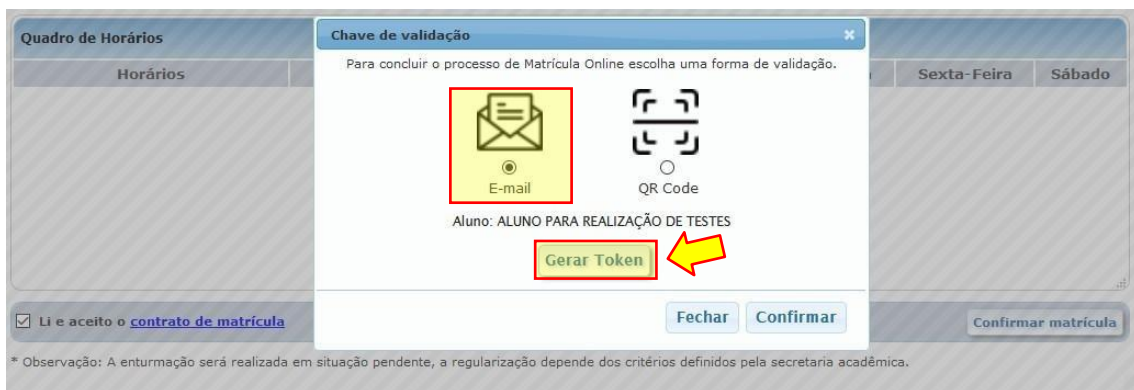 Quadro de Horários
Chave de validação
Horários
Sexta-Feira
Sábado
Para concluir o processo de Matrícula Online escolha uma forma de validação.
E-mail
QR Code
Aluno: ALUNO PARA REALIZAÇÃO DE TESTES
Gerar Token
Fechar
Confirmar
Li e aceito o contrato de matrícula
Confirmar matrícula
* Observação: A enturmação será realizada em situação pendente, a regularização depende dos critérios definidos pela secretaria acadêmica.